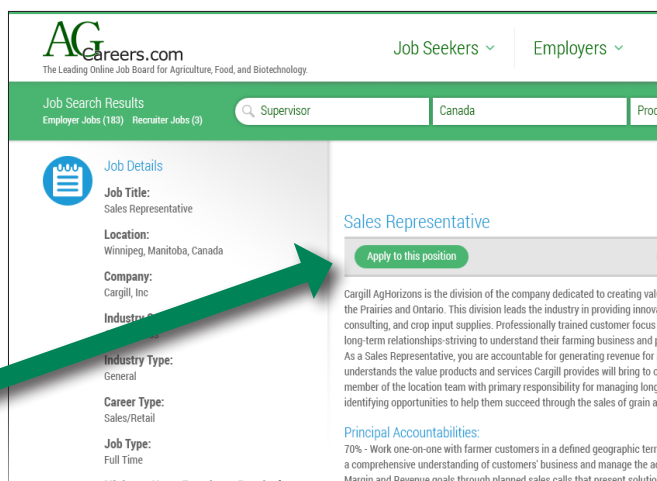 AGCareers.com
The Leading Online Job Board for Agriculture, Food, and Biotechnology.
Job Seekers
Employers
Job Search Results
Employer Jobs (183) Recruiter Jobs (3)
Supervisor
Canada
Job Details
Job Title:
Sales Representative
Location:
Winnipeg, Manitoba, Canada
Company:
Cargill, Inc
Industry
Industry Type:
General
Career Type:
Sales/Retail
Job Type:
Full Time
Sales Representative
Apply to this position
Cargill AgHorizons is the division of the company dedicated to creating
the Prairies and Ontario. This division leads the industry in providing
consulting, and crop input supplies. Professionally trained customer focus
long-term relationships-striving to understand their farming business and
As a Sales Representative, you are accountable for generating revenue for
understands the value products and services Cargill provides will bring to
member of the location team with primary responsibility for managing
identifying opportunities to help them succeed through the sales of grain
Principal Accountabilities:
70% - Work one-on-one with farmer customers in a defined geographic
a comprehensive understanding of customers' business and manage the
Margin and Revenue goals through planned sales calls that present